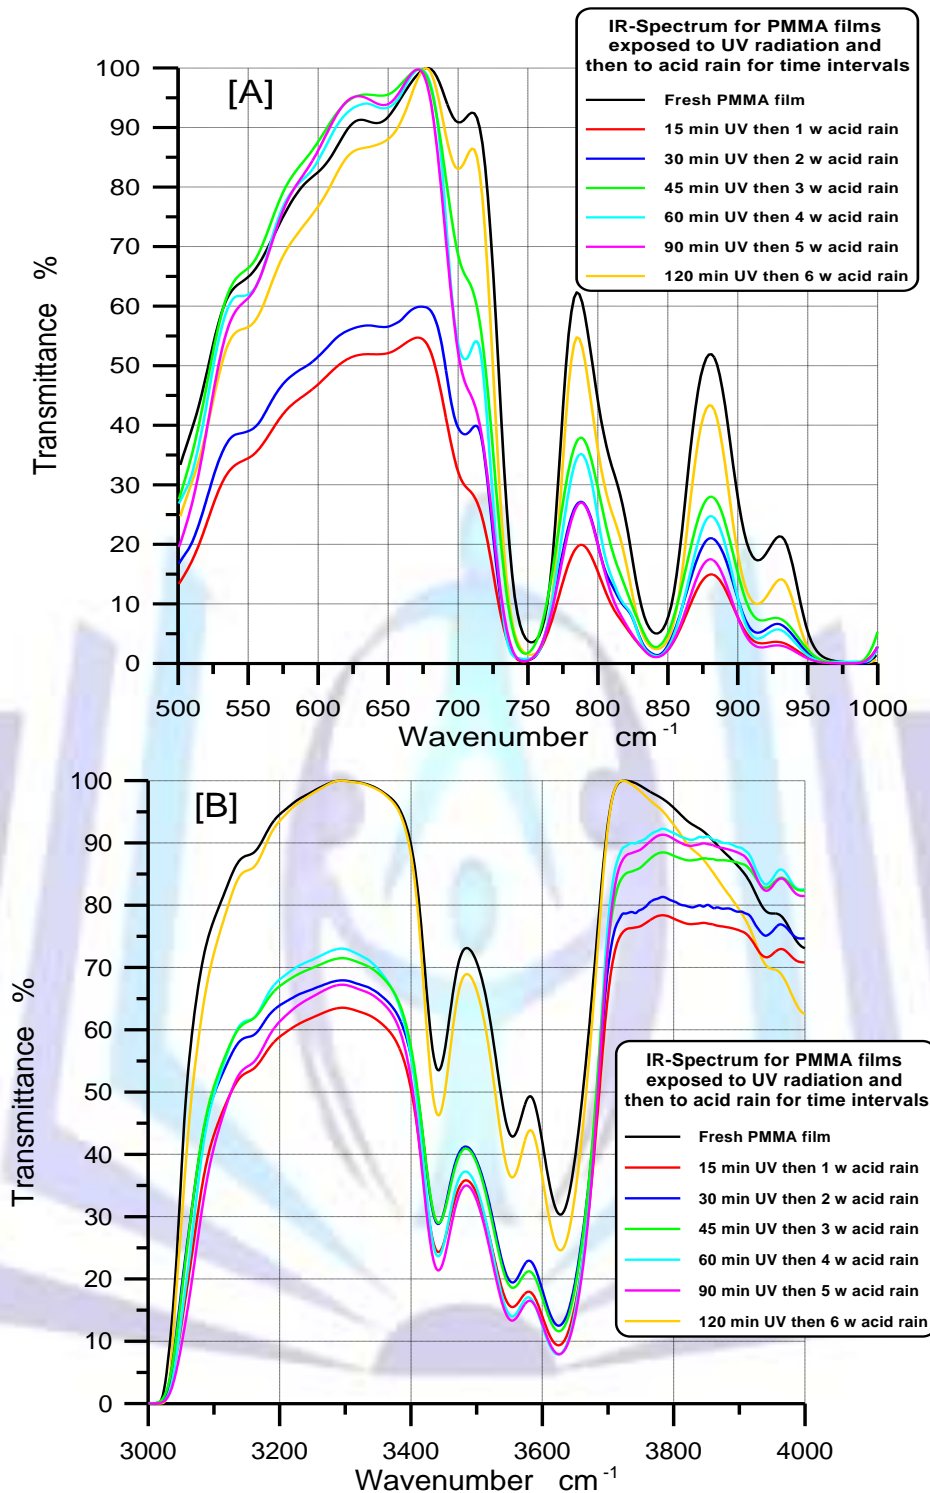 IR-Spectrum for PMMA films
exposed to UV radiation and
then to acid rain for time intervals
Fresh PMMA film
15 min UV then 1 w acid rain
30 min UV then 2 w acid rain
45 min UV then 3 w acid rain
60 min UV then 4 w acid rain
90 min UV then 5 w acid rain
120 min UV then 6 w acid rain
[A]
100
90
80
70
60
50
40
30
20
10
0
Transmittance %
500 550 600 650 700 750 800 850 900 950 1000
Wavenumber cm-1
[B]
100
90
80
70
60
50
40
30
20
10
0
Transmittance %
IR-Spectrum for PMMA films
exposed to UV radiation and
then to acid rain for time intervals
Fresh PMMA film
15 min UV then 1 w acid rain
30 min UV then 2 w acid rain
45 min UV then 3 w acid rain
60 min UV then 4 w acid rain
90 min UV then 5 w acid rain
120 min UV then 6 w acid rain
3000 3200 3400 3600 3800 4000
Wavenumber cm-1